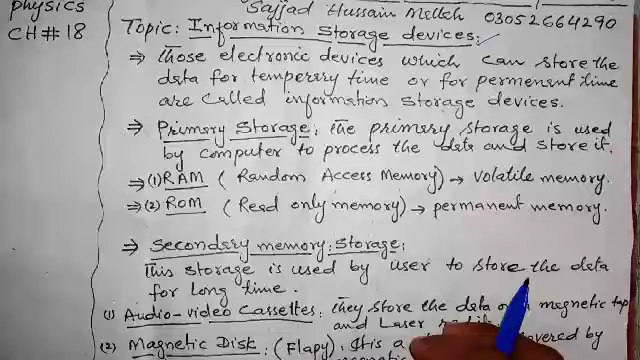 Physics
CH#18
Sajjad Hussain Melloh 03052664290
Topic: Information Storage devices:
⇒ Those electronic devices which can store the
data for temperery time or for permenent time
are called information storage devices.
⇒ Primary Storage: The primary storage is used
by computer to process the data and store it.
⇒ (1) RAM (Random Access Memory) → volatile memory.
⇒ (2) ROM (Read only memory) → permanent memory.
⇒ Secondary memory: Storage:
This storage is used by user to store the data
for long time.
(1) Audio-video Cassettes: They store the data on magnetic tap
and Laser
(2) Magnetic Disk: (Flapy): It is a covered by